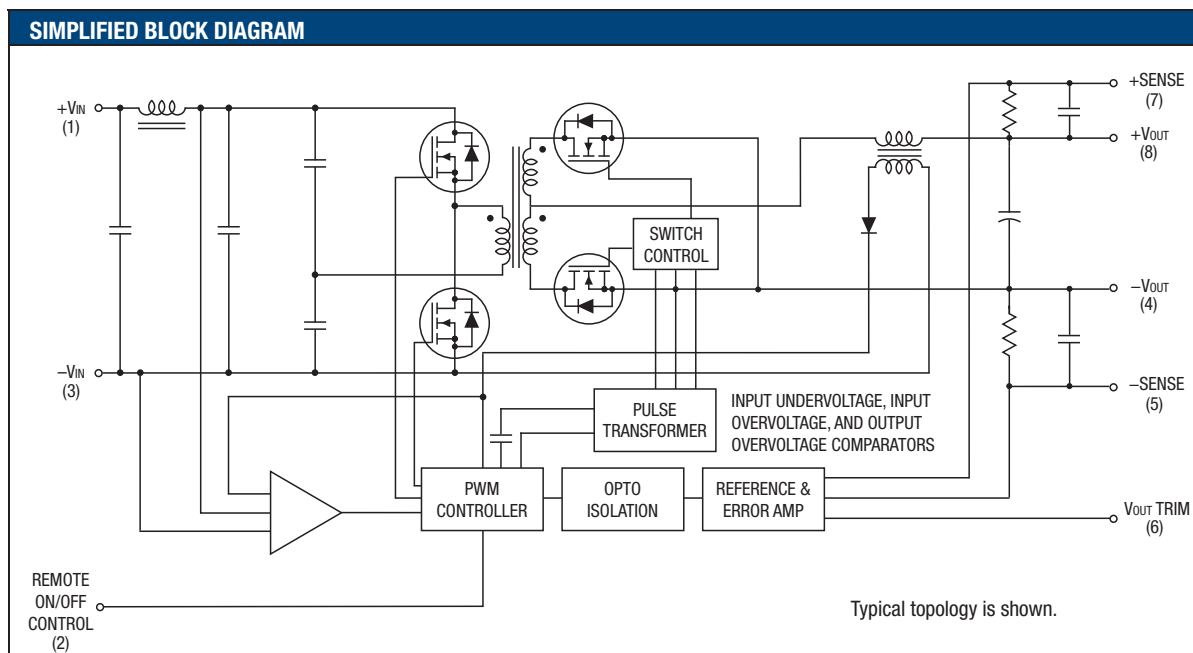 SIMPLIFIED BLOCK DIAGRAM
+VIN
(1)
+SENSE
(7)
+VOUT
(8)
SWITCH
CONTROL
−VOUT
(4)
−VIN
(3)
−SENSE
(5)
PULSE
TRANSFORMER
INPUT UNDERVOLTAGE, INPUT
OVERVOLTAGE, AND OUTPUT
OVERVOLTAGE COMPARATORS
PWM
CONTROLLER
OPTO
ISOLATION
REFERENCE &
ERROR AMP
VOUT TRIM
(6)
REMOTE
ON/OFF
CONTROL
(2)
Typical topology is shown.